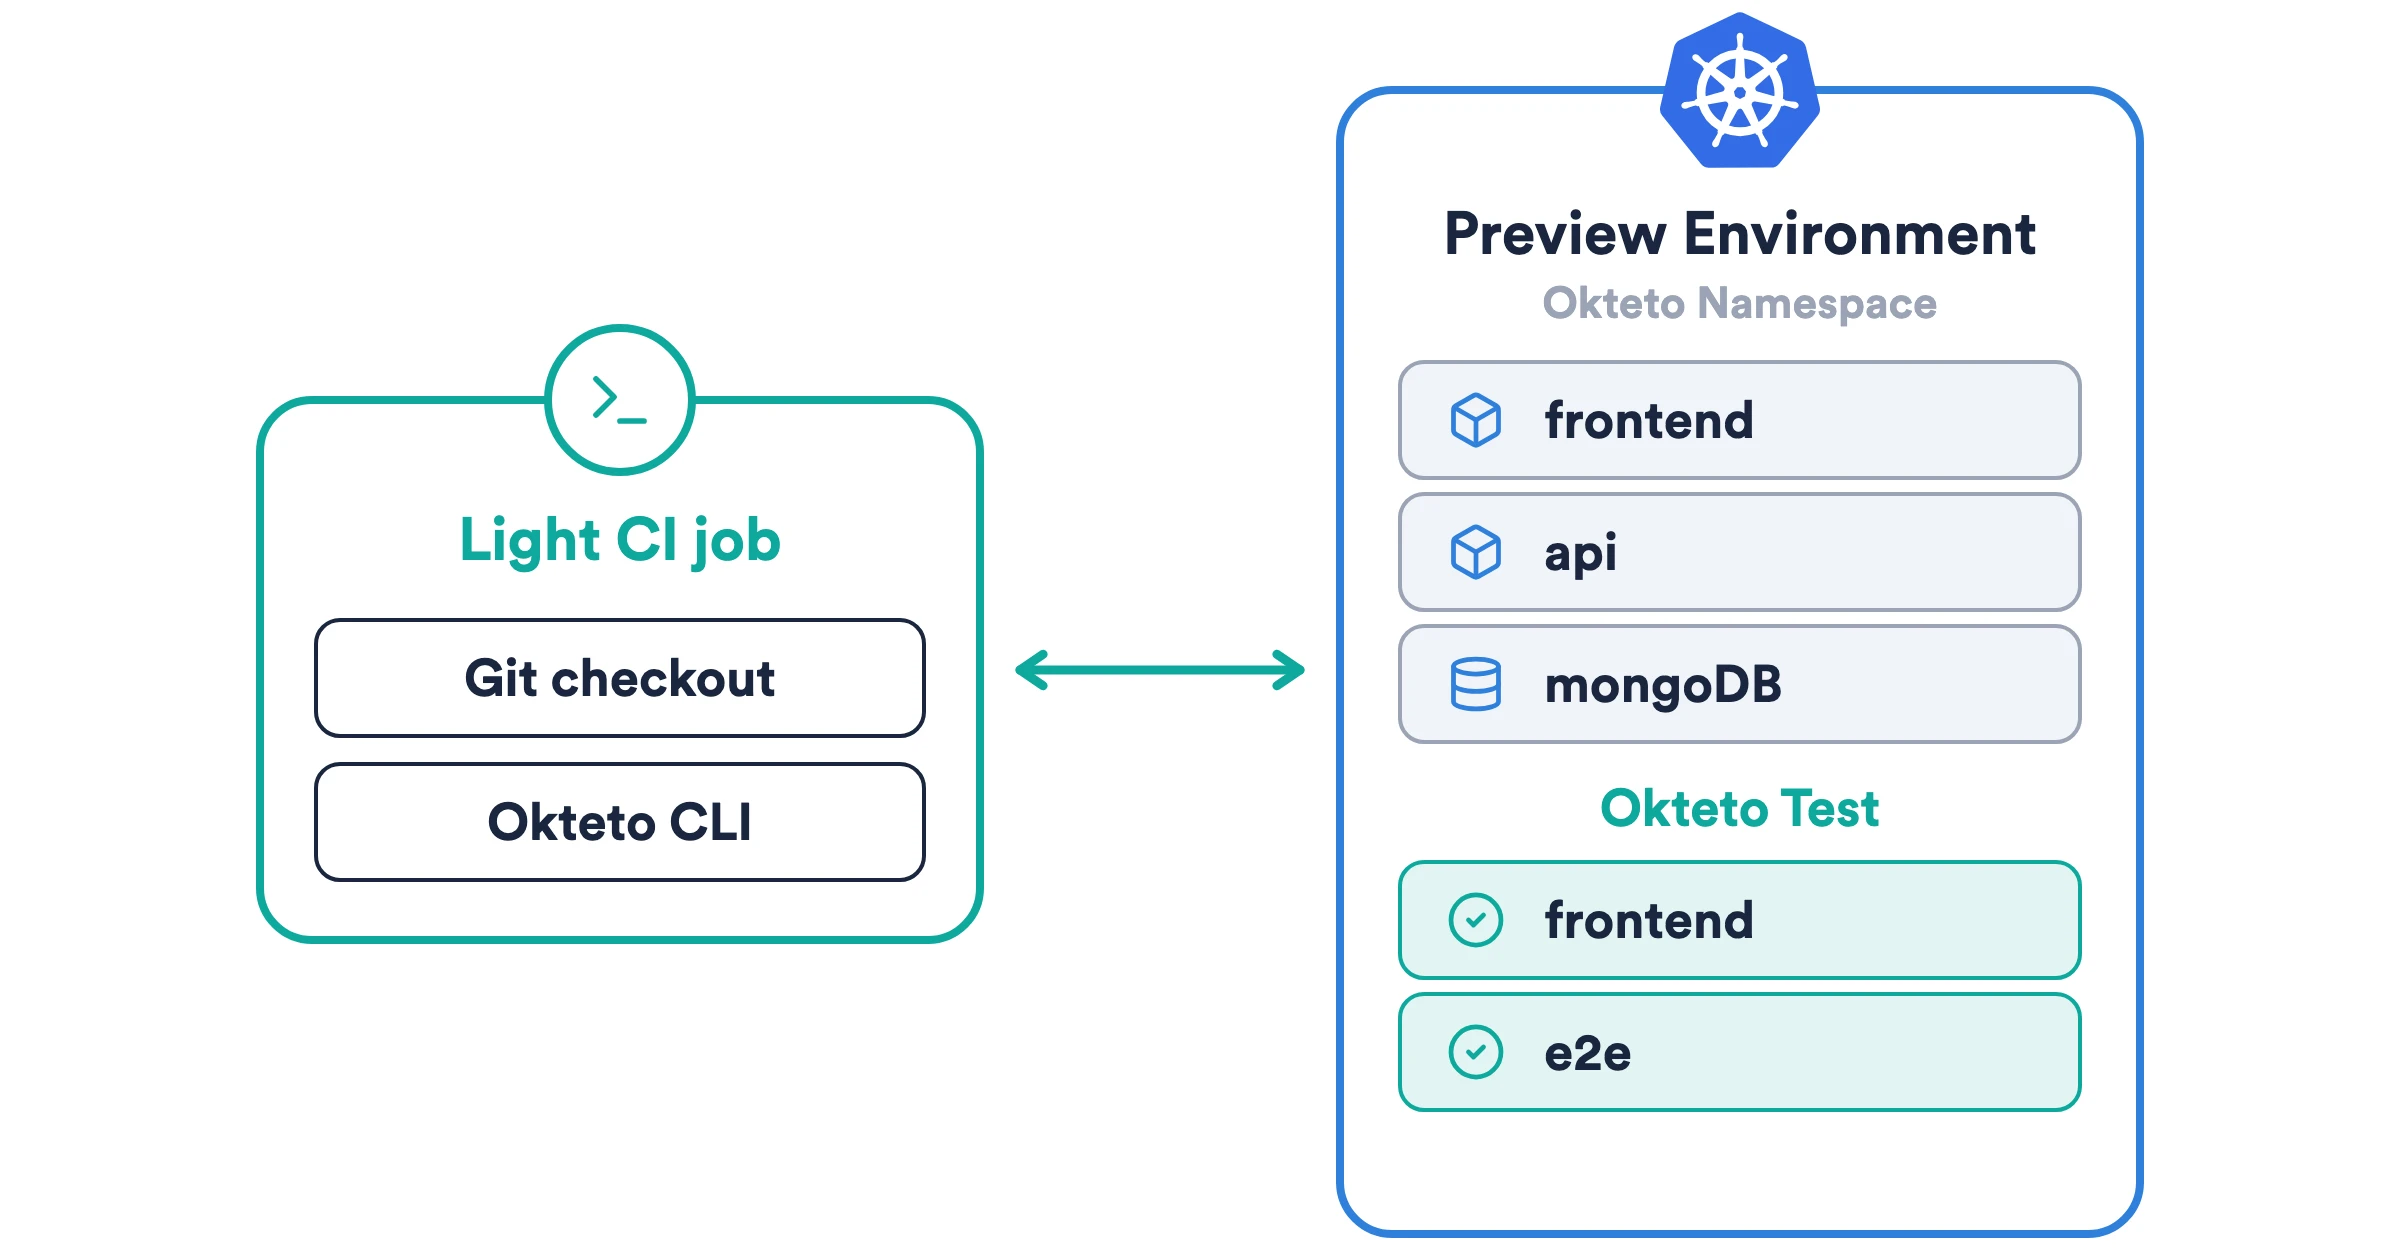 Light CI job
Git checkout
Okteto CLI
Preview Environment
Okteto Namespace
frontend
api
mongoDB
Okteto Test
frontend
e2e